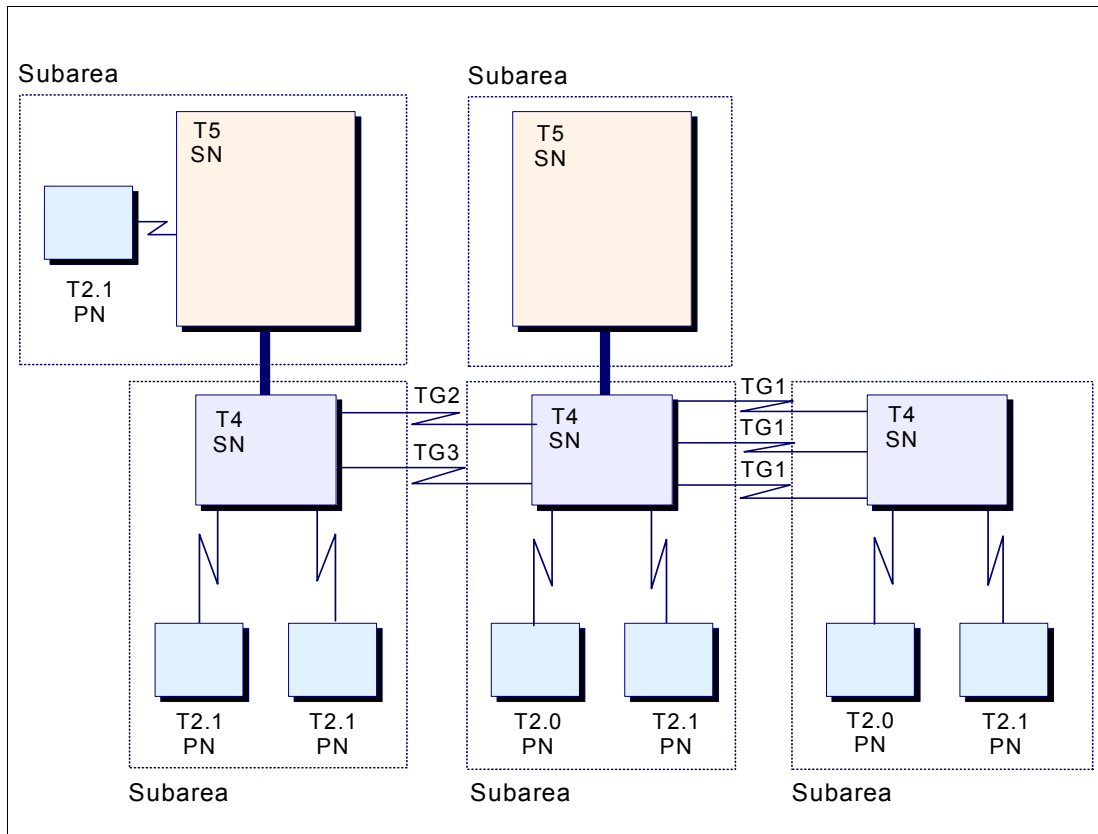 Subarea
Subarea
T5
SN
T5
SN
T2.1
PN
TG2
TG1
T4
SN
T4
SN
T4
SN
TG1
TG3
TG1
T2.1
PN
T2.1
PN
T2.0
PN
T2.1
PN
T2.0
PN
T2.1
PN
Subarea
Subarea
Subarea